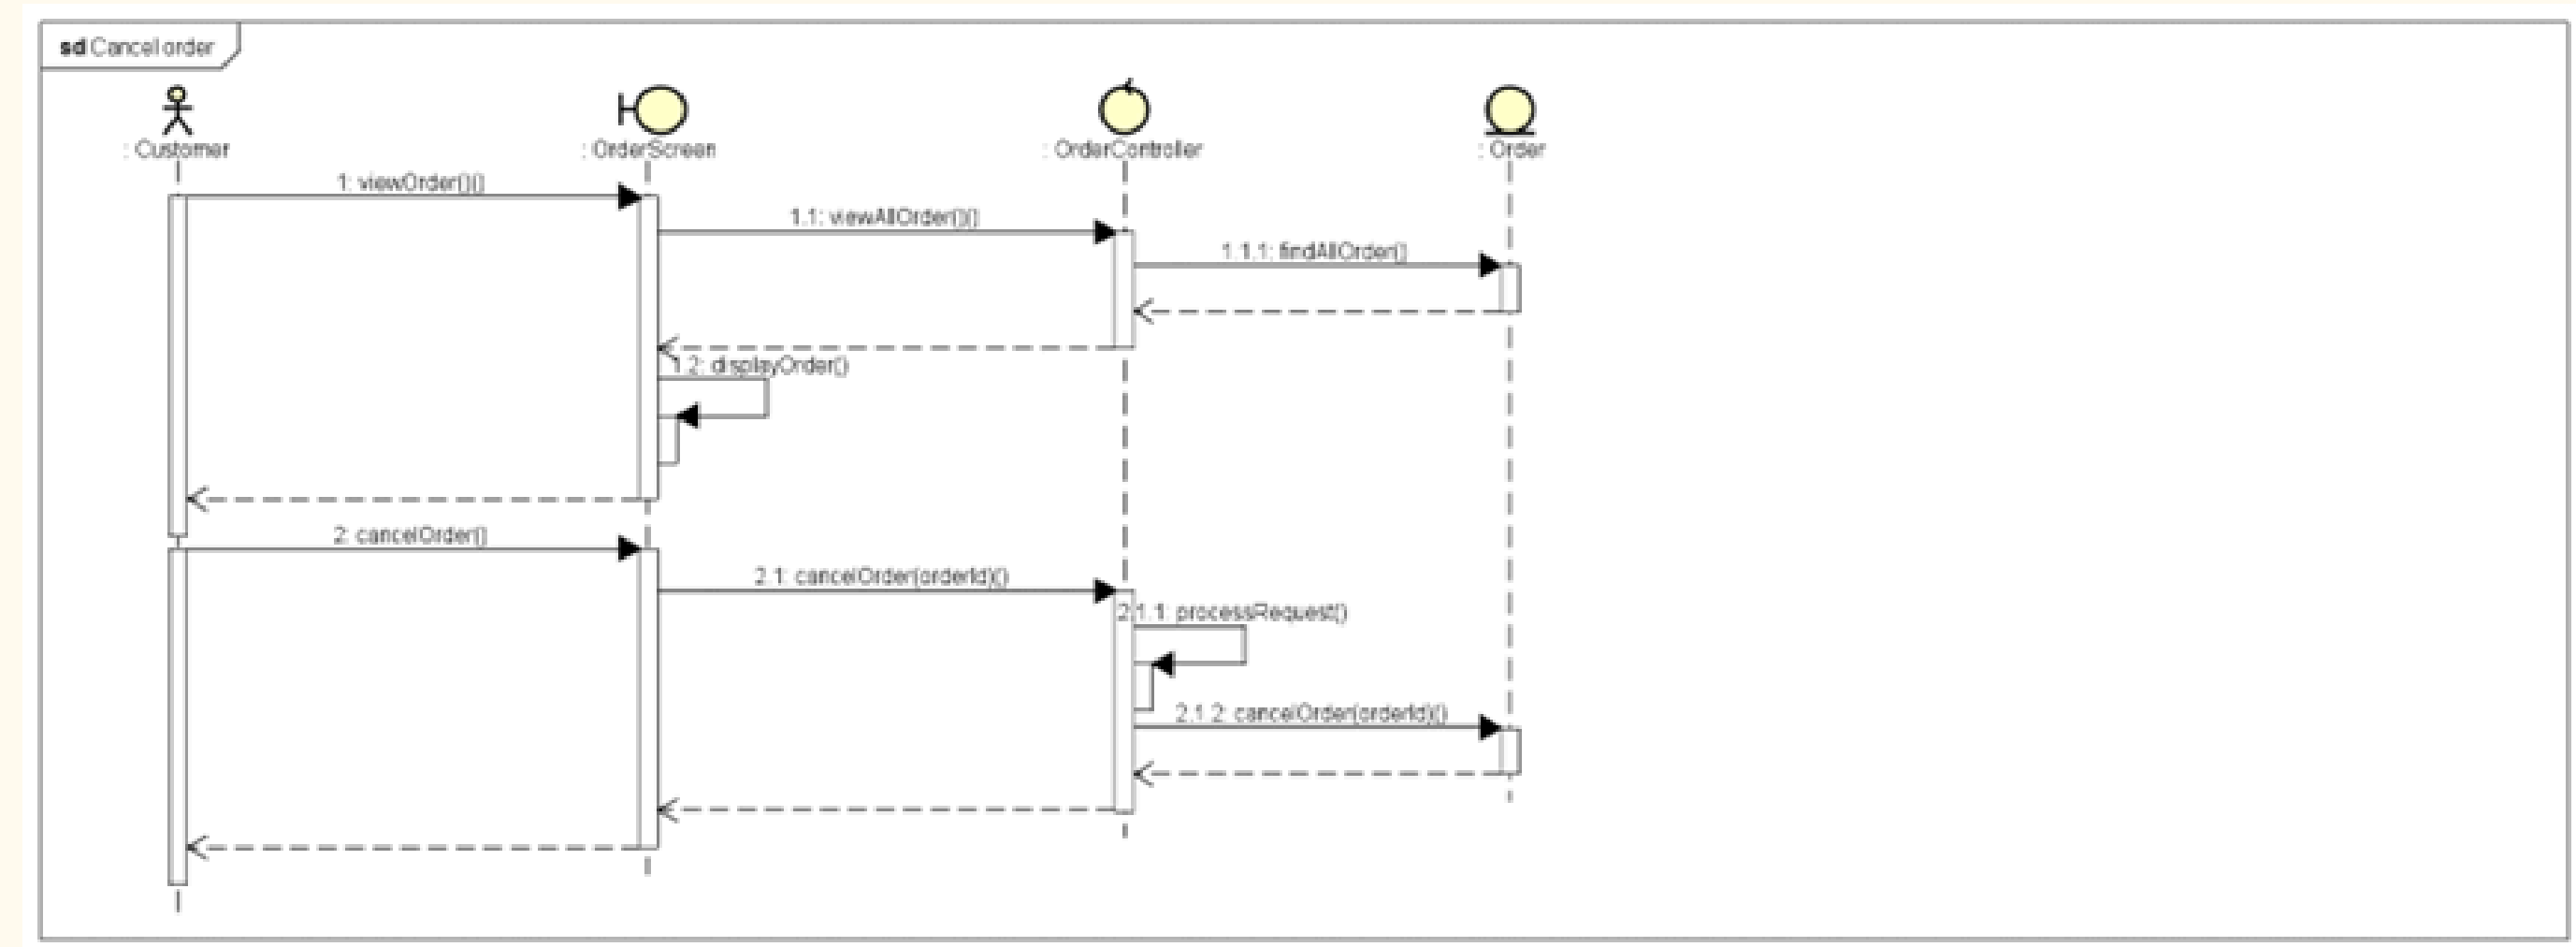 sd Cancel order
: Customer
: OrderScreen
: OrderController
: Order
1: viewOrder()()
1.1: viewAllOrder()()
1.1.1: findAllOrder()
1.2: displayOrder()
2: cancelOrder()
2.1: cancelOrder(orderId)()
2.1.1: processRequest()
2.1.2: cancelOrder(orderId)()